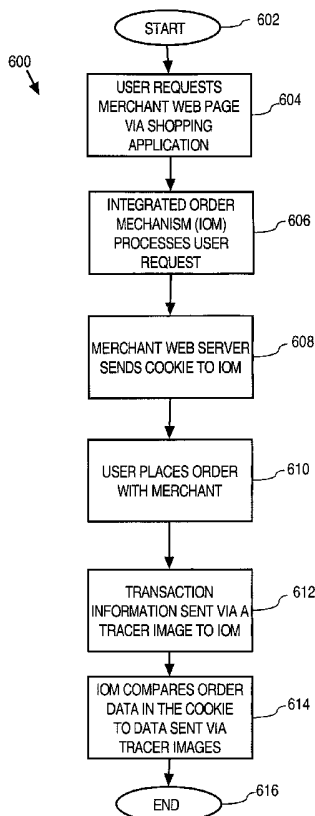 START
602
600
USER REQUESTS
MERCHANT WEB PAGE
VIA SHOPPING
APPLICATION
604
INTEGRATED ORDER
MECHANISM (IOM)
PROCESSES USER
REQUEST
606
MERCHANT WEB SERVER
SENDS COOKIE TO IOM
608
USER PLACES ORDER
WITH MERCHANT
610
TRANSACTION
INFORMATION SENT VIA A
TRACER IMAGE TO IOM
612
IOM COMPARES ORDER
DATA IN THE COOKIE
TO DATA SENT VIA
TRACER IMAGES
614
END
616